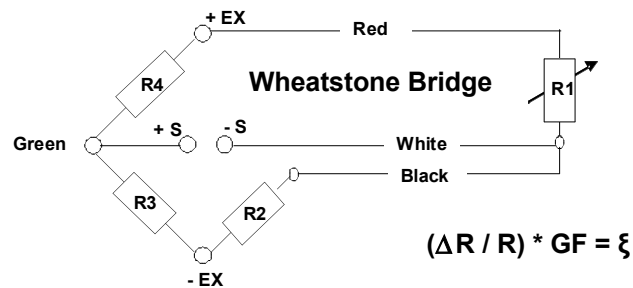 + EX
Red
R4
Wheatstone Bridge
R1
Green
+ S
- S
White
Black
R3
R2
(ΔR / R) * GF = ξ
- EX